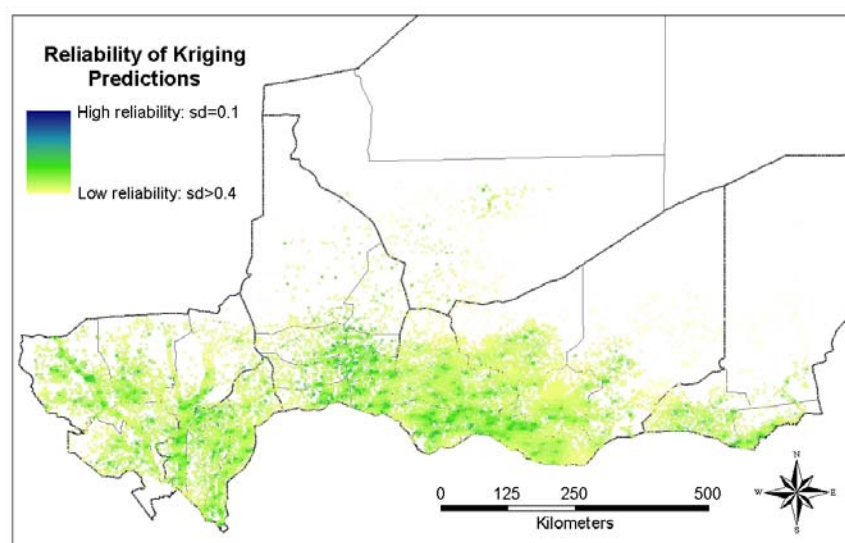 Reliability of Kriging
Predictions
High reliability: sd=0.1
Low reliability: sd>0.4
0 125 250 500
Kilometers
N
W E
S